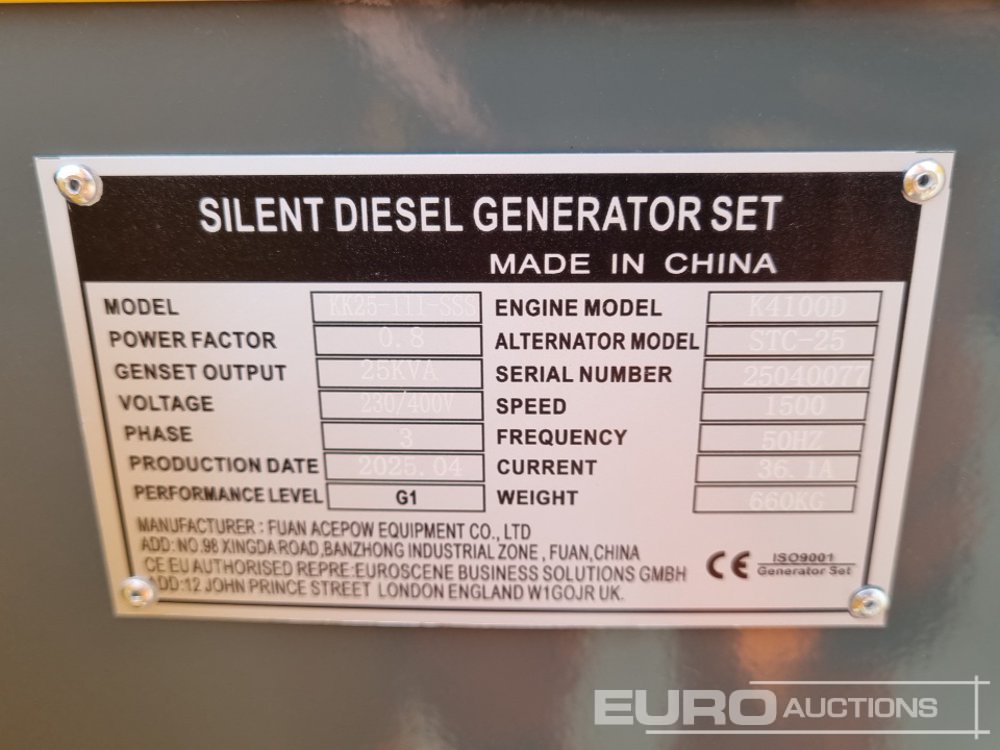 SILENT DIESEL GENERATOR SET
MADE IN CHINA
MODEL KK25-III-SSS
POWER FACTOR 0.8
GENSET OUTPUT 25KVA
VOLTAGE 230/400V
PHASE 3
PRODUCTION DATE 2025.04
PERFORMANCE LEVEL G1
ENGINE MODEL K4100D
ALTERNATOR MODEL STC-25
SERIAL NUMBER 25040077
SPEED 1500
FREQUENCY 50HZ
CURRENT 36.1A
WEIGHT 660KG
MANUFACTURER : FUAN ACEPOW EQUIPMENT CO., LTD
ADD: NO.98 XINGDA ROAD,BANZHONG INDUSTRIAL ZONE , FUAN,CHINA
CE EU AUTHORISED REPRE:EUROSCENE BUSINESS SOLUTIONS GMBH
ADD:12 JOHN PRINCE STREET LONDON ENGLAND W1GOJR UK.
CE ISO9001
Generator Set
EURO AUCTIONS